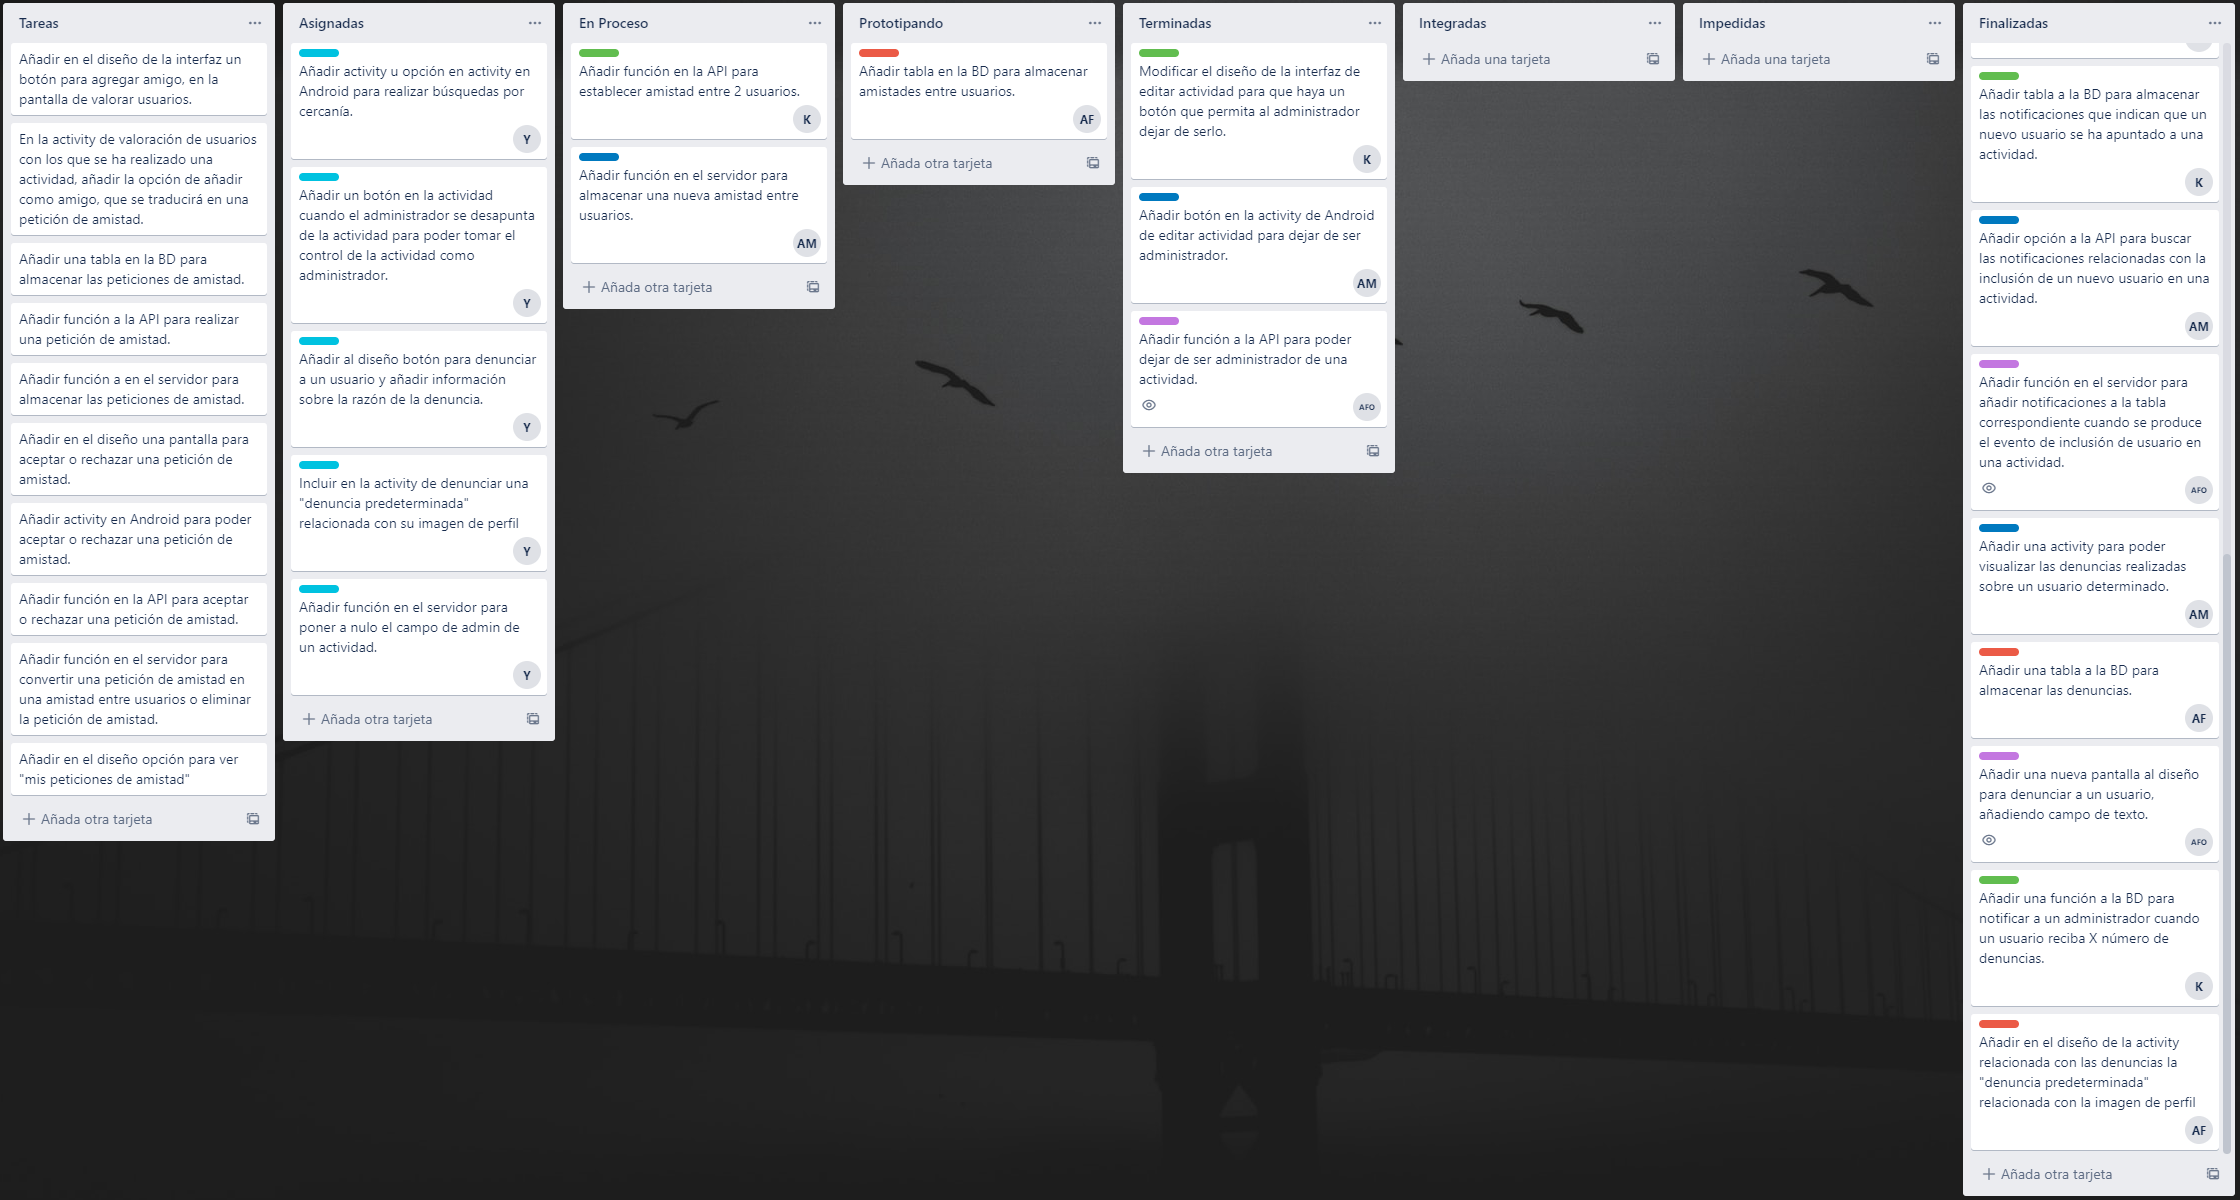 Tareas
Añadir en el diseño de la interfaz un
botón para agregar amigo, en la
pantalla de valorar usuarios.
En la activity de valoración de usuarios
con los que se ha realizado una
actividad, añadir la opción de añadir
como amigo, que se traducirá en una
petición de amistad.
Añadir una tabla en la BD para
almacenar las peticiones de amistad.
Añadir función a la API para realizar
una petición de amistad.
Añadir función a en el servidor para
almacenar las peticiones de amistad.
Añadir en el diseño una pantalla para
aceptar o rechazar una petición de
amistad.
Añadir activity en Android para poder
aceptar o rechazar una petición de
amistad.
Añadir función en la API para aceptar
o rechazar una petición de amistad.
Añadir función en el servidor para
convertir una petición de amistad en
una amistad entre usuarios o eliminar
la petición de amistad.
Añadir en el diseño opción para ver
"mis peticiones de amistad"
Añada otra tarjeta
Asignadas
Añadir activity u opción en activity en
Android para realizar búsquedas por
cercanía.
Y
Añadir un botón en la actividad
cuando el administrador se desapunta
de la actividad para poder tomar el
control de la actividad como
administrador.
Y
Añadir al diseño botón para denunciar
a un usuario y añadir información
sobre la razón de la denuncia.
Y
Incluir en la activity de denunciar una
"denuncia predeterminada"
relacionada con su imagen de perfil
Y
Añadir función en el servidor para
poner a nulo el campo de admin de
un actividad.
Y
Añada otra tarjeta
En Proceso
Añadir función en la API para
establecer amistad entre 2 usuarios.
K
Añadir función en el servidor para
almacenar una nueva amistad entre
usuarios.
AM
Añada otra tarjeta
Prototipando
Añadir tabla en la BD para almacenar
amistades entre usuarios.
AF
Añada otra tarjeta
Terminadas
Modificar el diseño de la interfaz de
editar actividad para que haya un
botón que permita al administrador
dejar de serlo.
K
Añadir botón en la activity de Android
de editar actividad para dejar de ser
administrador.
AM
Añadir función a la API para poder
dejar de ser administrador de una
actividad.
AFO
Añada otra tarjeta
Integradas
Añada una tarjeta
Impedidas
Añada una tarjeta
Finalizadas
Añadir tabla a la BD para almacenar
las notificaciones que indican que un
nuevo usuario se ha apuntado a una
actividad.
K
Añadir opción a la API para buscar
las notificaciones relacionadas con la
inclusión de un nuevo usuario en una
actividad.
AM
Añadir función en el servidor para
añadir notificaciones a la tabla
correspondiente cuando se produce
el evento de inclusión de usuario en
una actividad.
AFO
Añadir una activity para poder
visualizar las denuncias realizadas
sobre un usuario determinado.
AM
Añadir una tabla a la BD para
almacenar las denuncias.
AF
Añadir una nueva pantalla al diseño
para denunciar a un usuario,
añadiendo campo de texto.
AFO
Añadir una función a la BD para
notificar a un administrador cuando
un usuario reciba X número de
denuncias.
K
Añadir en el diseño de la activity
relacionada con las denuncias la
"denuncia predeterminada"
relacionada con la imagen de perfil
AF
Añada otra tarjeta